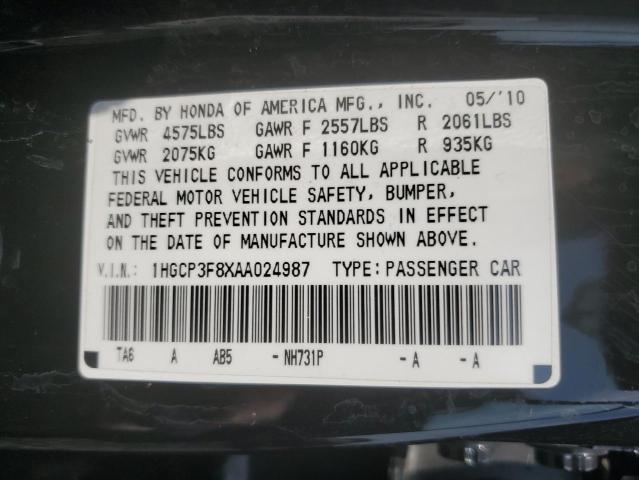 MFD. BY HONDA OF AMERICA MFG., INC. 05/'10
GVWR 4575LBS GAWR F 2557LBS R 2061LBS
GVWR 2075KG GAWR F 1160KG R 935KG
THIS VEHICLE CONFORMS TO ALL APPLICABLE
FEDERAL MOTOR VEHICLE SAFETY, BUMPER,
AND THEFT PREVENTION STANDARDS IN EFFECT
ON THE DATE OF MANUFACTURE SHOWN ABOVE.
V.I.N.: 1HGCP3F8XAA024987 TYPE: PASSENGER CAR
TA6 A AB5 - NH731P - A - A